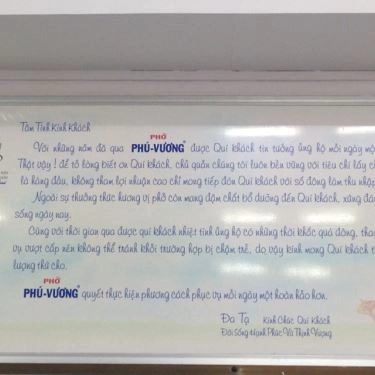 Tâm Tình Kính Khách
PHỞ
Với những năm đã qua PHÚ-VƯƠNG® được Quí khách tin tưởng ủng hộ mỗi ngày một
Thật vậy! để tỏ lòng biết ơn Quí khách, chủ quán chúng tôi luôn bền vững với tiêu chí lấy ch
là hàng đầu, không tham lợi nhuận cao chỉ mong tiếp đón Quí khách với số đông làm thu nhập
Ngoài sự thưởng thức hương vị phở còn mang đậm chất bổ dưỡng đến Quí Khách, xứng đá
sống ngày nay.
Cũng với thời gian qua được quí khách nhiệt tình ủng hộ có những thời khắc quá đông, tha
vụ vượt cấp nên không thể tránh khỏi trường hợp bị chậm trễ, do vậy kính mong Quí Khách t
lượng thứ cho.
PHỞ
PHÚ-VƯƠNG® quyết thực hiện phương cách phục vụ mỗi ngày một hoàn hảo hơn.
Đa Tạ Kính Chúc Quí Khách
Đời Sống Hạnh Phúc Và Thịnh Vượng